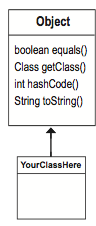 Object
boolean equals()
Class getClass()
int hashCode()
String toString()
YourClassHere